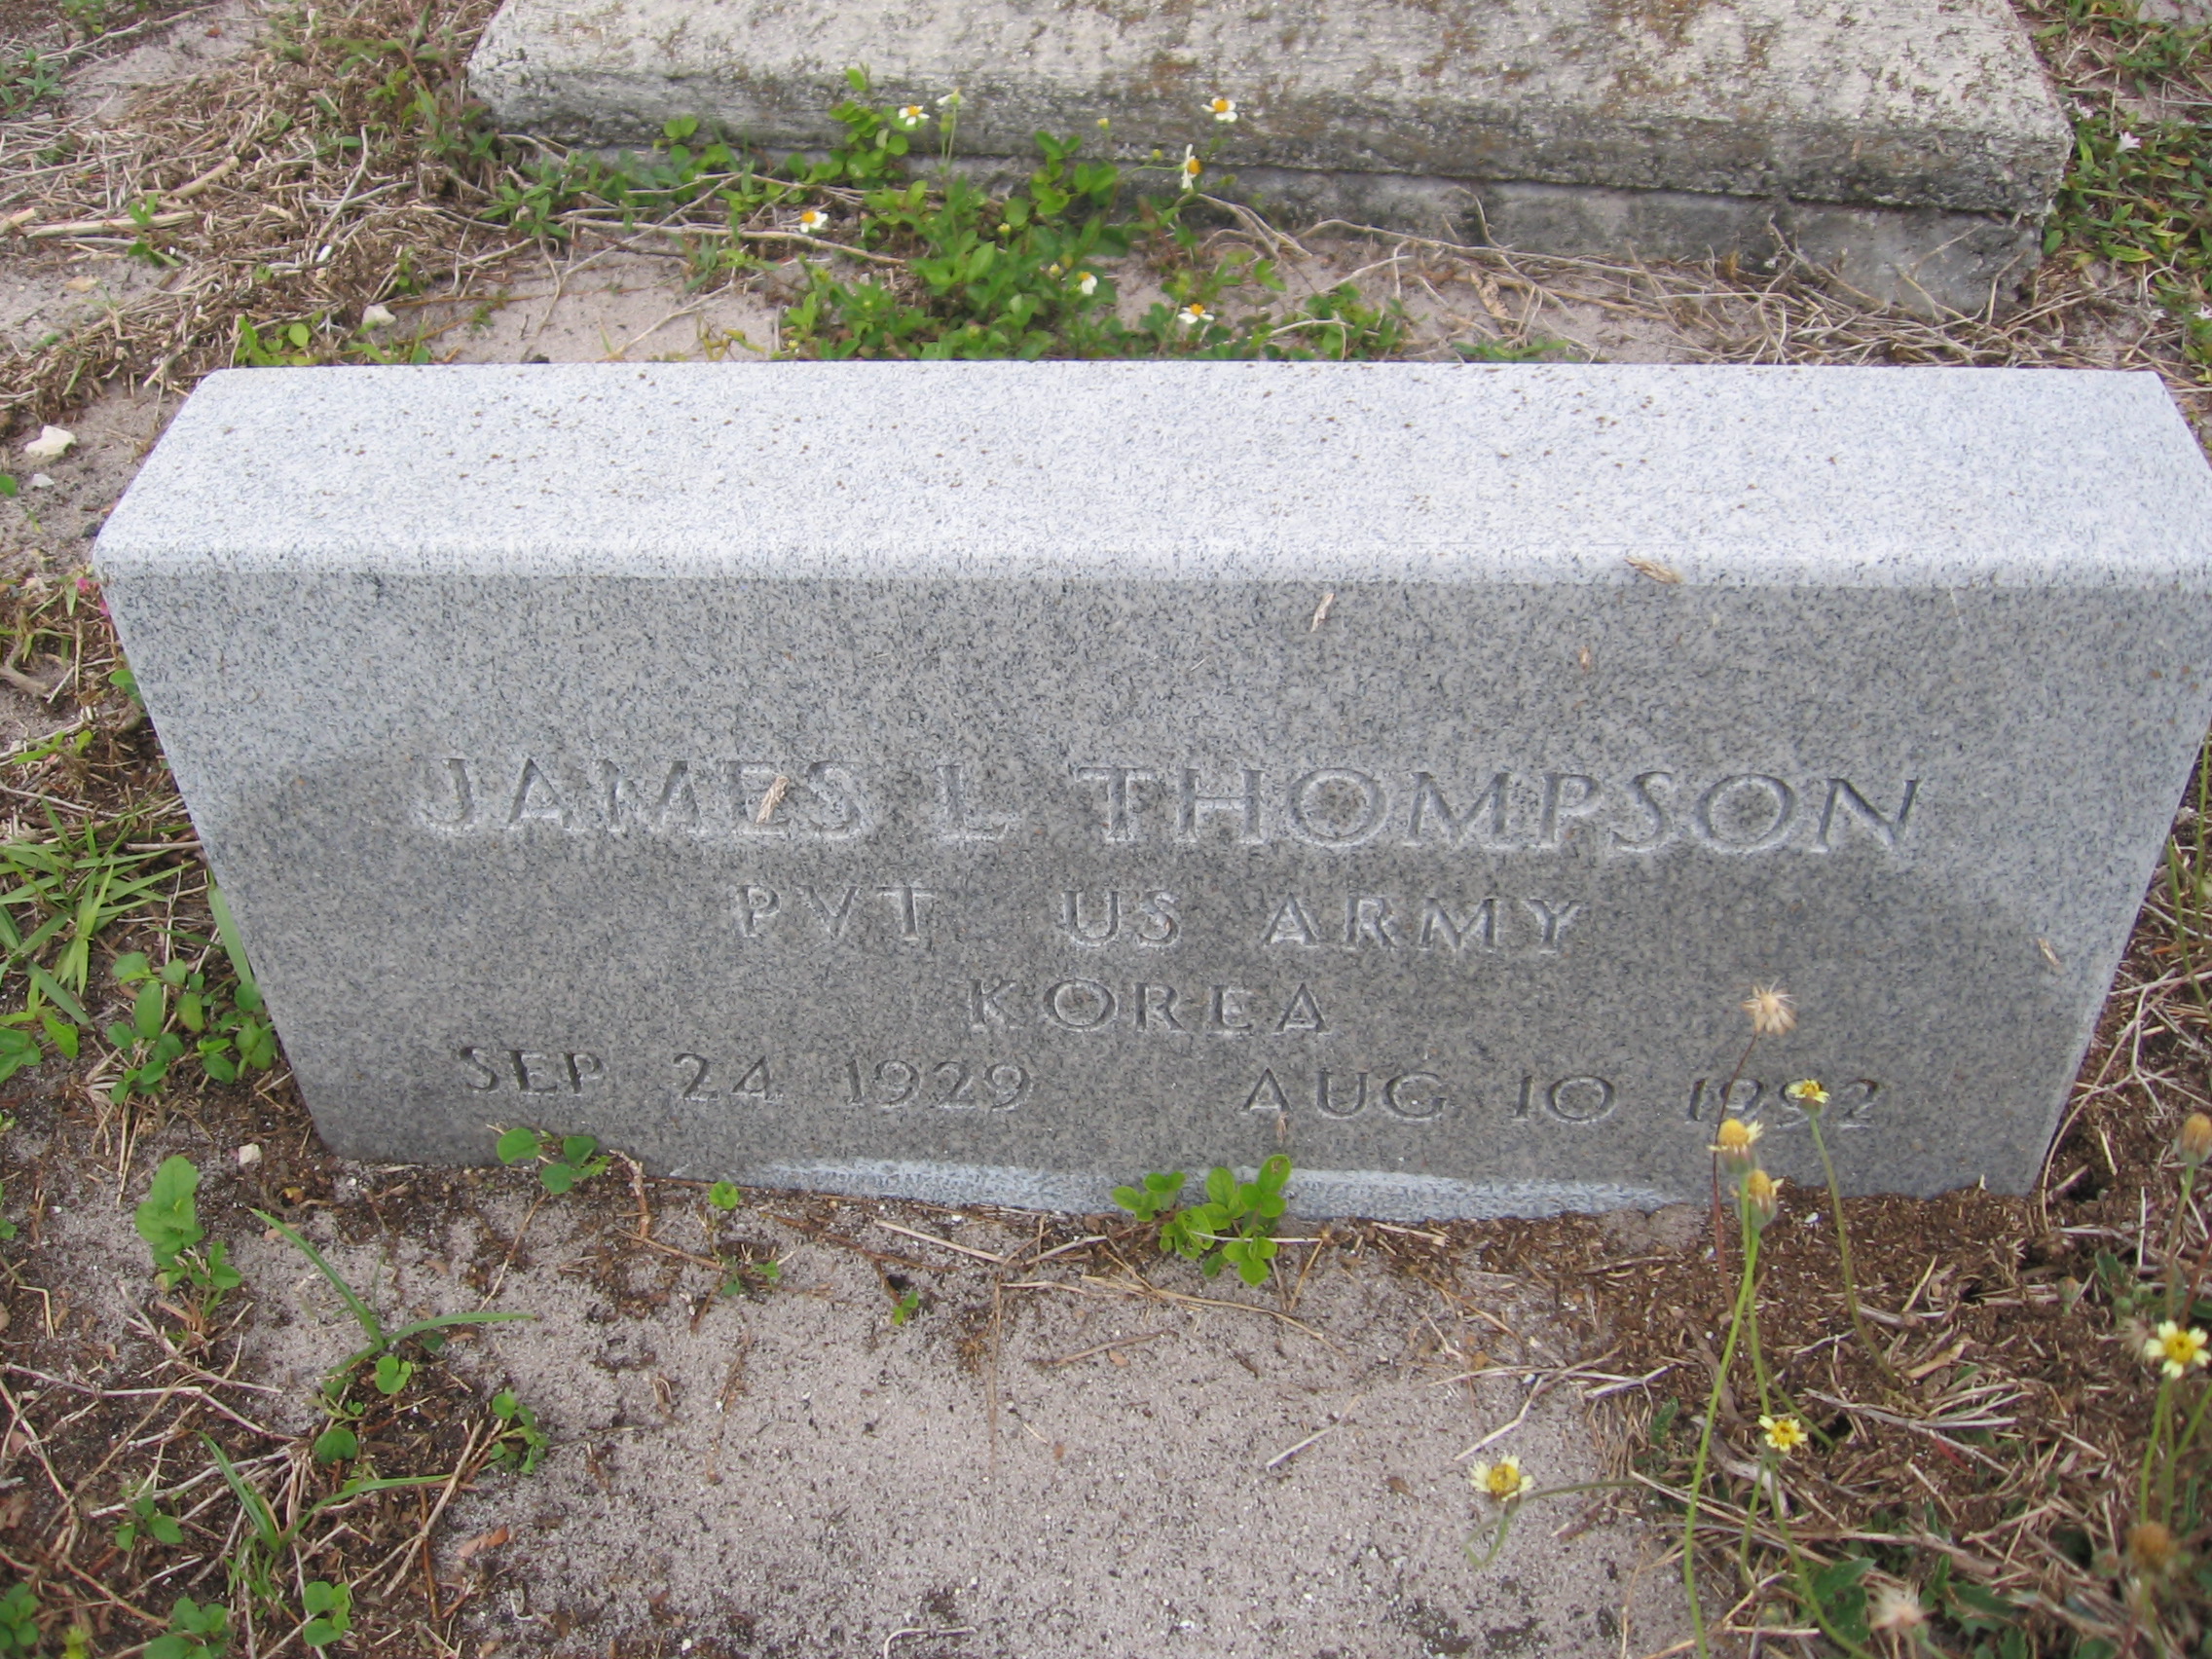 JAMES L THOMPSON
PVT US ARMY
KOREA
SEP 24 1929 AUG 10 1992